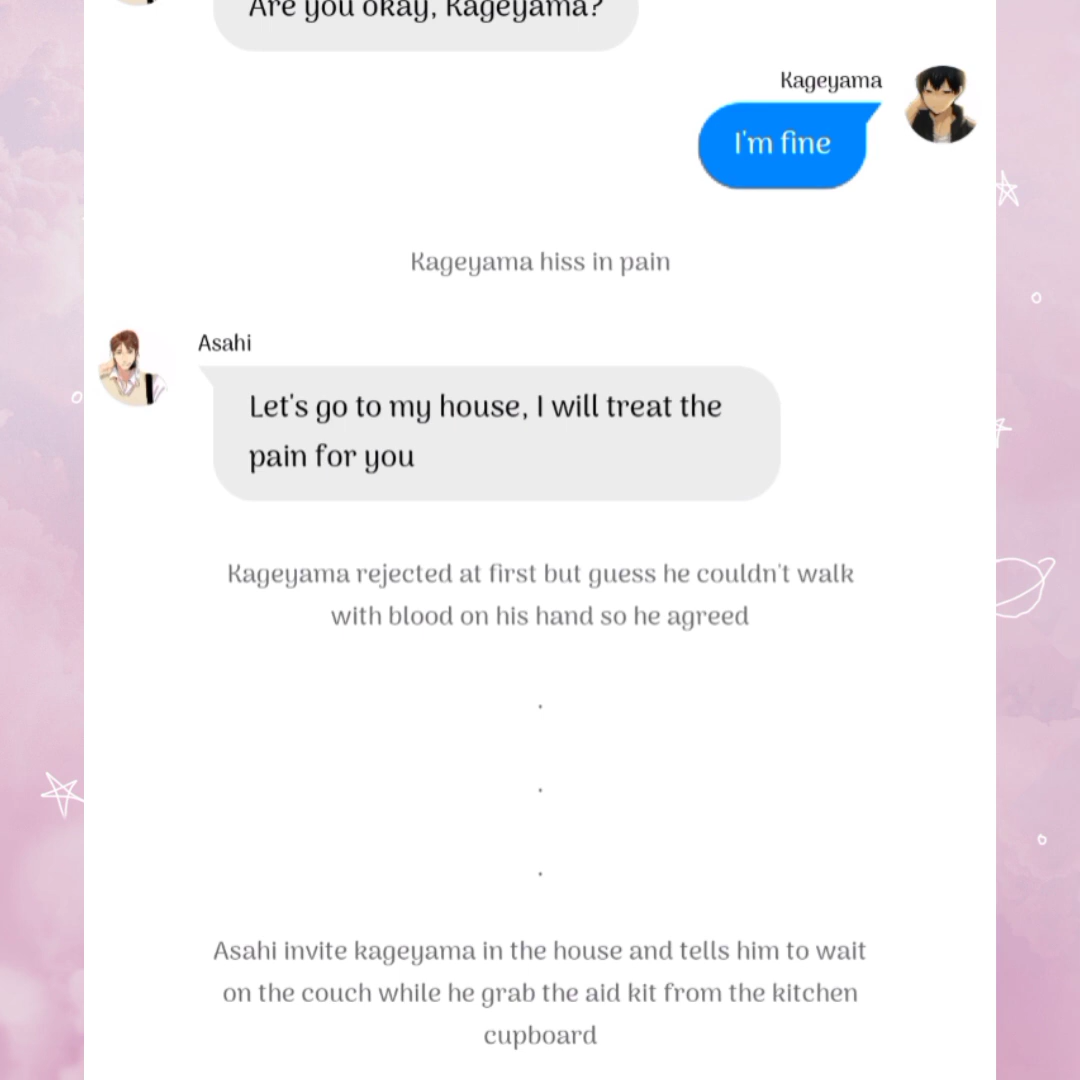 Are you okay, Kageyama?
Kageyama
I'm fine
Kageyama hiss in pain
Asahi
Let's go to my house, I will treat the
pain for you
Kageyama rejected at first but guess he couldn't walk
with blood on his hand so he agreed
.
.
.
Asahi invite kageyama in the house and tells him to wait
on the couch while he grab the aid kit from the kitchen
cupboard